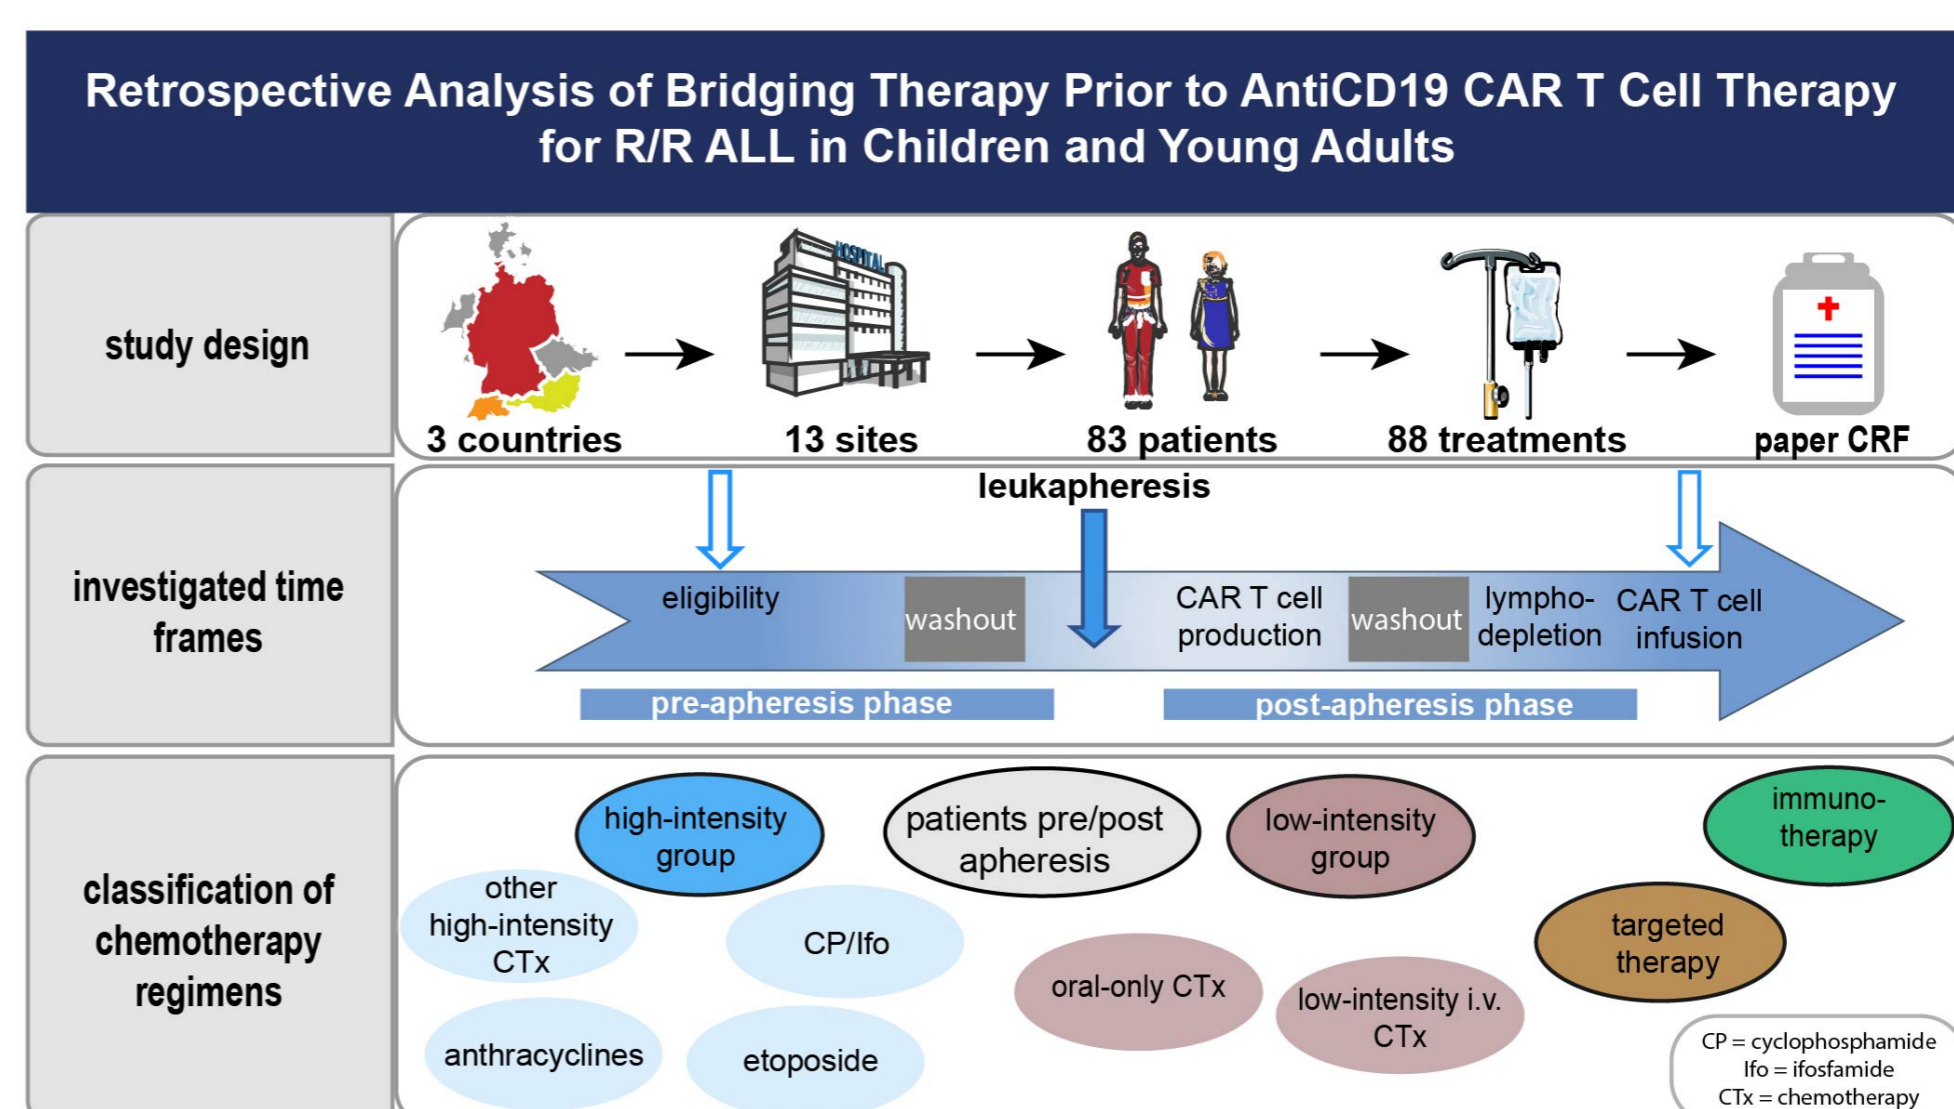 Retrospective Analysis of Bridging Therapy Prior to AntiCD19 CAR T Cell Therapy
for R/R ALL in Children and Young Adults
study design
HOSPITAL
3 countries
13 sites
83 patients
88 treatments
paper CRF
investigated time
frames
leukapheresis
eligibility
washout
CAR T cell
production
washout
lympho-
depletion
CAR T cell
infusion
pre-apheresis phase
post-apheresis phase
classification of
chemotherapy
regimens
high-intensity
group
patients pre/post
apheresis
low-intensity
group
immuno-
therapy
other
high-intensity
CTx
CP/Ifo
oral-only CTx
low-intensity i.v.
CTx
targeted
therapy
anthracyclines
etoposide
CP = cyclophosphamide
Ifo = ifosfamide
CTx = chemotherapy